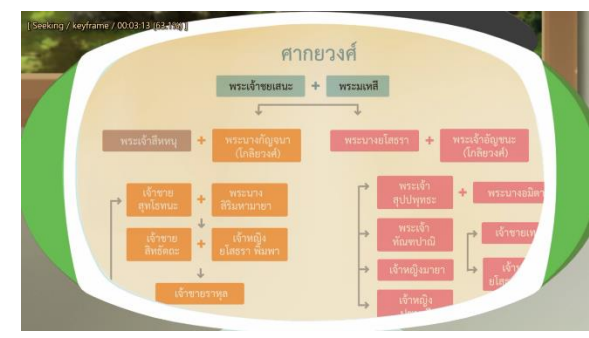 [ Seeking / keyframe / 00:03:13 (63.19%) ]
ศากยวงศ์
พระเจ้าชยเสนะ + พระมเหสี
พระเจ้าสีหหนุ + พระนางกัญจนา
(โกลิยวงศ์)
พระนางยโสธรา + พระเจ้าอัญชนะ
(โกลิยวงศ์)
เจ้าชาย
สุทโธทนะ
+
พระนาง
สิริมหามายา
เจ้าชาย
สิทธัตถะ
+
เจ้าหญิง
ยโสธรา พิมพา
เจ้าชายราหุล
พระเจ้า
สุปปพุทธะ
+
พระนางอมิตา
พระเจ้า
ทัณฑปาณิ
เจ้าหญิงมายา
เจ้าหญิง
เจ้าชายเท